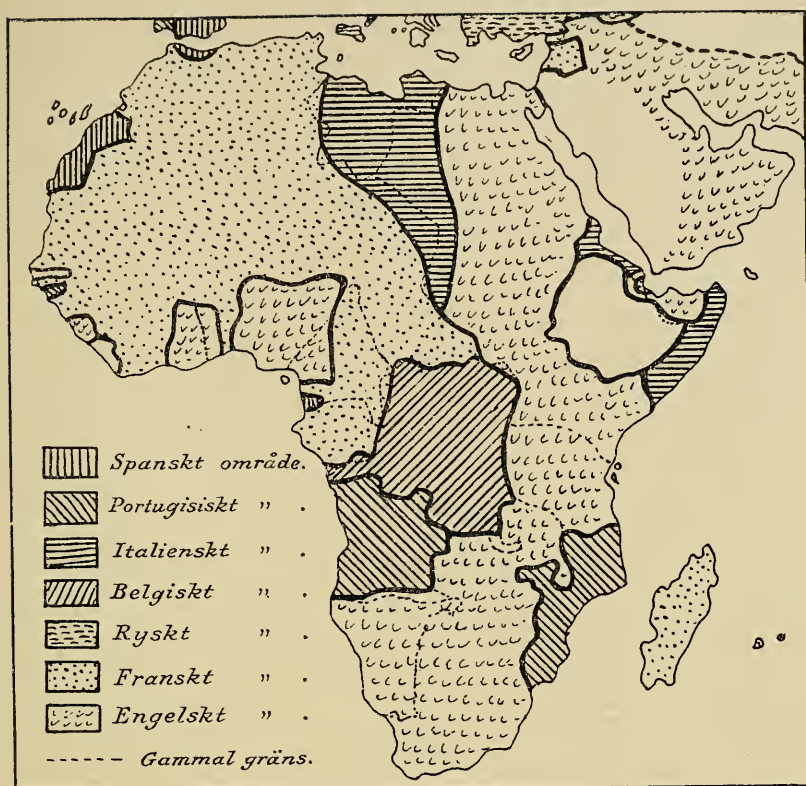 Spanskt område.
Portugisiskt " .
Italienskt " .
Belgiskt " .
Ryskt " .
Franskt " .
Engelskt " .
Gammal gräns.